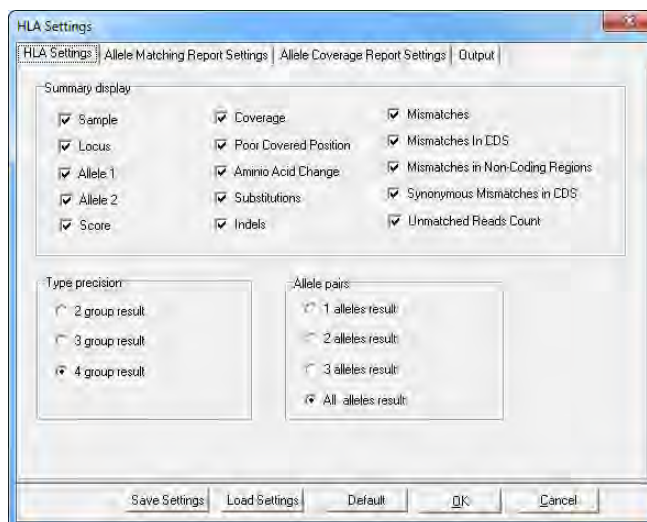 HLA Settings
HLA Settings Allele Matching Report Settings Allele Coverage Report Settings Output
Summary display
Sample Coverage Mismatches
Locus Poor Covered Position Mismatches In CDS
Allele 1 Aminio Acid Change Mismatches in Non-Coding Regions
Allele 2 Substitutions Synonymous Mismatches in CDS
Score Indels Unmatched Reads Count
Type precision Allele pairs
2 group result 1 alleles result
3 group result 2 alleles result
4 group result 3 alleles result
All alleles result
Save Settings Load Settings Default OK Cancel